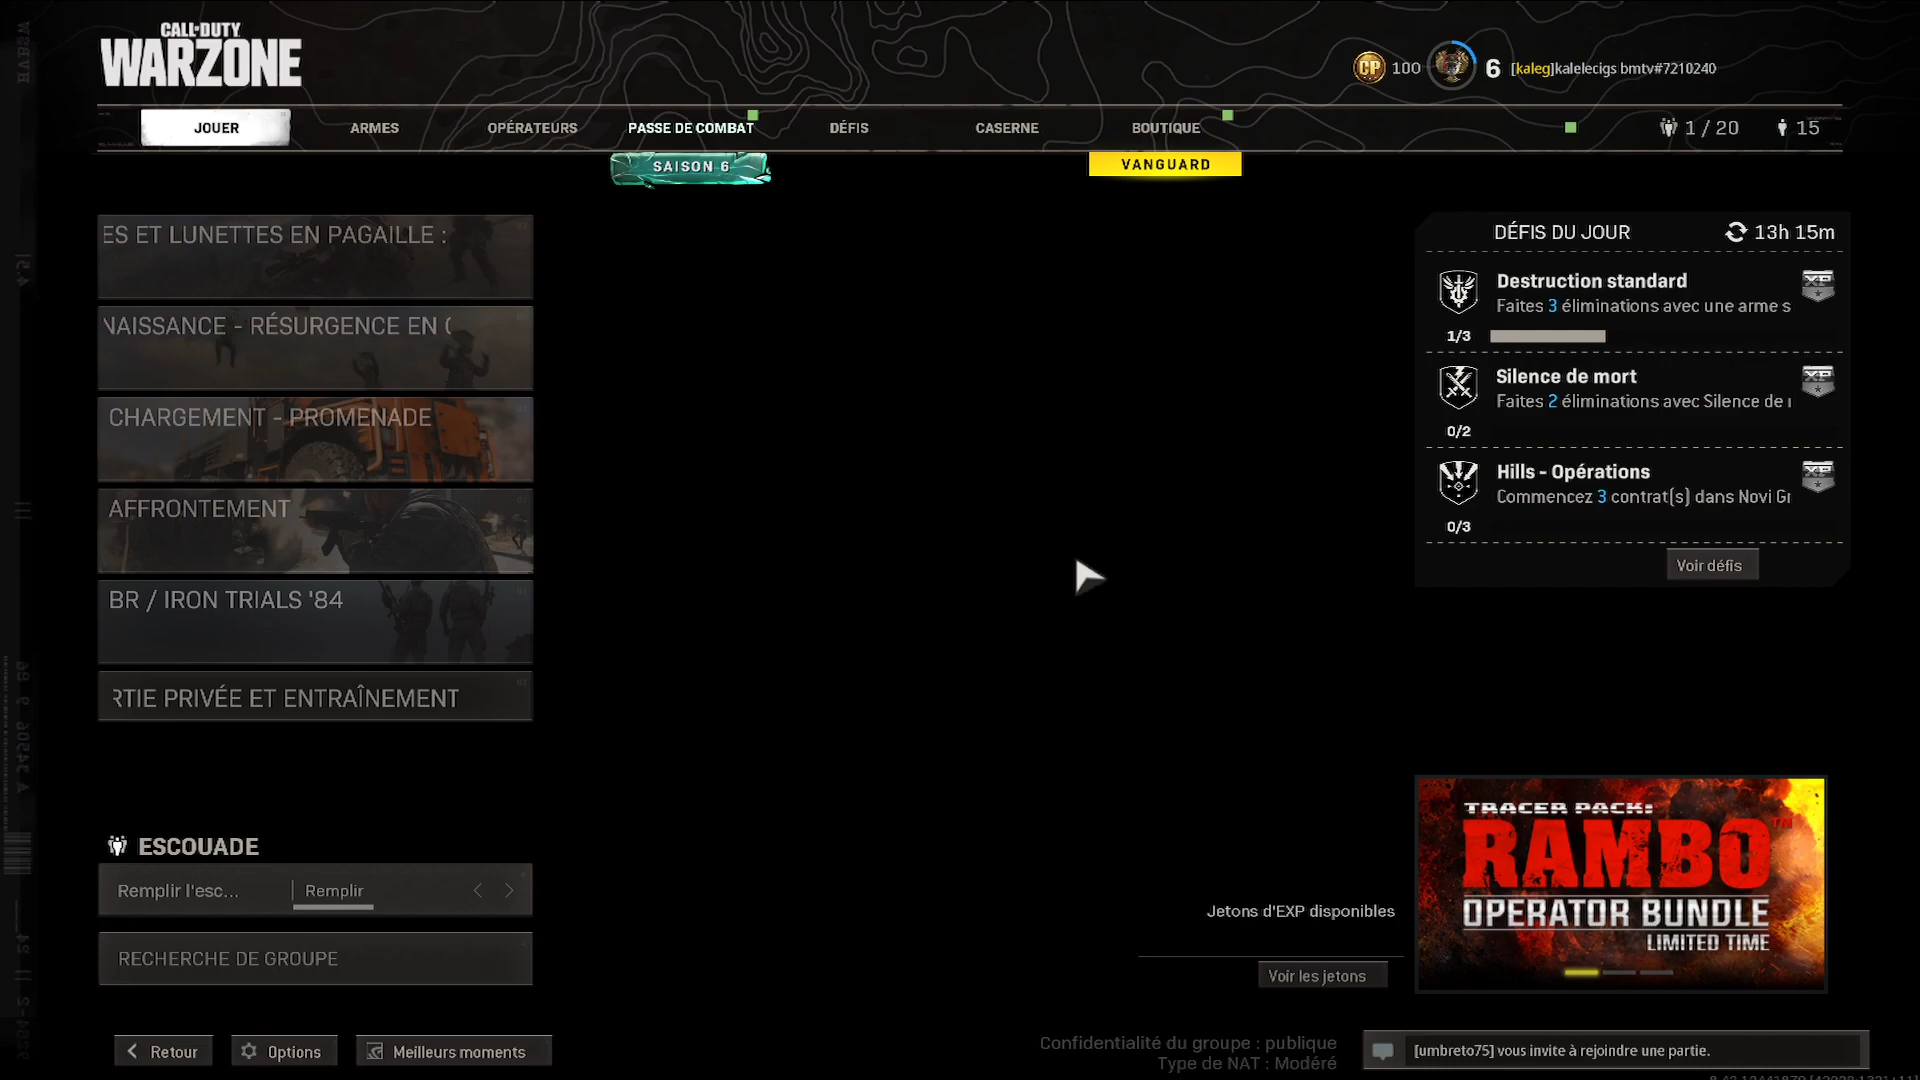 CALL OF DUTY
WARZONE
CP 100 6 [kaleg]kalelecigs bmtv#7210240
JOUER ARMES OPÉRATEURS PASSE DE COMBAT DÉFIS CASERNE BOUTIQUE 1 / 20 15
SAISON 6 VANGUARD
ES ET LUNETTES EN PAGAILLE :
NAISSANCE - RÉSURGENCE EN
CHARGEMENT - PROMENADE
AFFRONTEMENT
BR / IRON TRIALS '84
RTIE PRIVÉE ET ENTRAÎNEMENT
DÉFIS DU JOUR 13h 15m
Destruction standard XP
Faites 3 éliminations avec une arme s
1/3
Silence de mort XP
Faites 2 éliminations avec Silence de
0/2
Hills - Opérations XP
Commencez 3 contrat(s) dans Novi Gr
0/3
Voir défis
ESCOUADE
Remplir l'esc... Remplir
RECHERCHE DE GROUPE
Jetons d'EXP disponibles
Voir les jetons
TRACER PACK:
RAMBO™
OPERATOR BUNDLE
LIMITED TIME
Retour Options Meilleurs moments
Confidentialité du groupe : publique
Type de NAT : Modéré
[umbreto75] vous invite à rejoindre une partie.